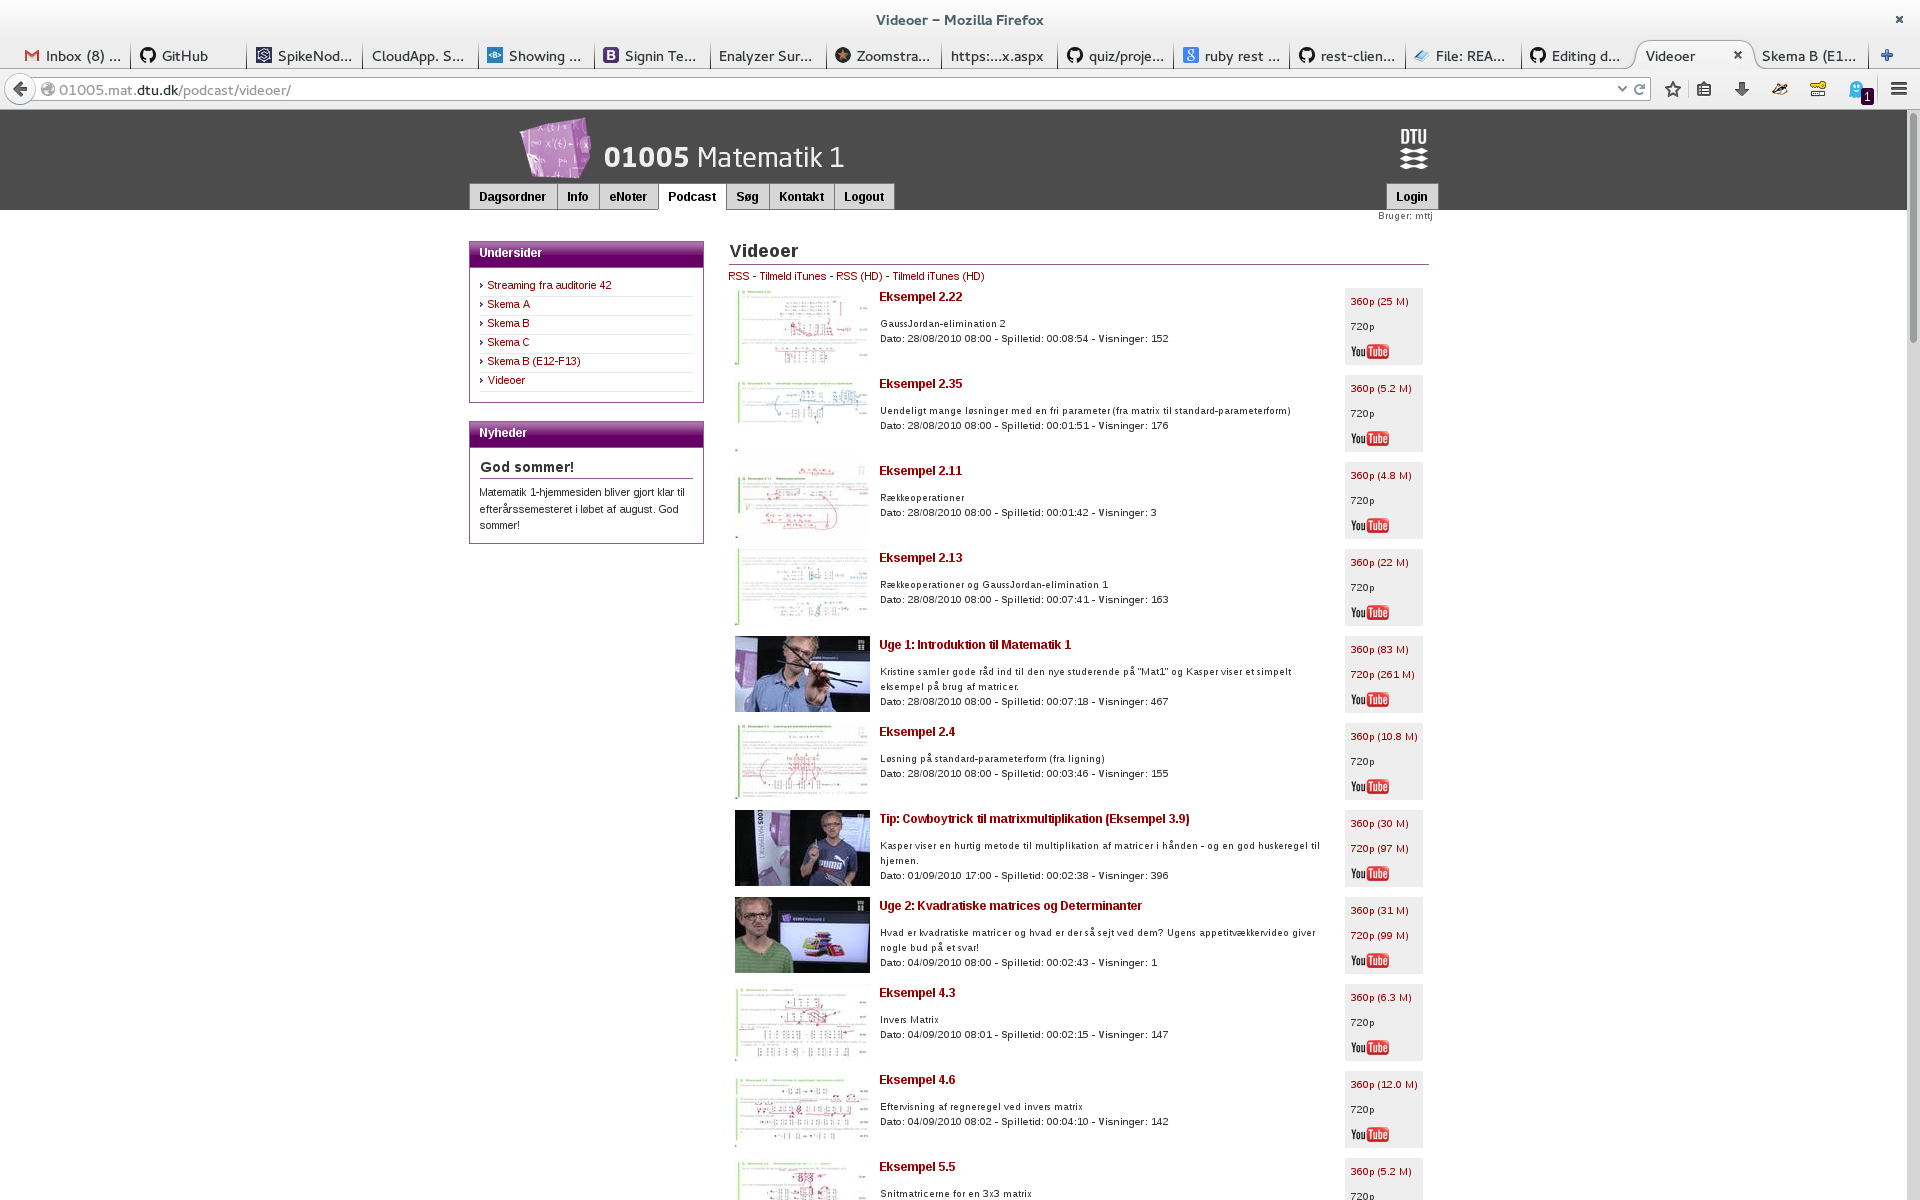 Videoer – Mozilla Firefox
Inbox (8) ...
GitHub
SpikeNod...
CloudApp. S...
Showing ...
Signin Te...
Enalyzer Sur...
Zoomstra...
https:...x.aspx
quiz/proje...
ruby rest ...
rest-clien...
File: REA...
Editing d...
Videoer
Skema B (E1...
01005.mat.dtu.dk/podcast/videoer/
1
01005 Matematik 1
DTU
Dagsordner
Info
eNoter
Podcast
Søg
Kontakt
Logout
Login
Bruger: mttj
Undersider
Streaming fra auditorie 42
Skema A
Skema B
Skema C
Skema B (E12-F13)
Videoer
Nyheder
God sommer!
Matematik 1-hjemmesiden bliver gjort klar til
efterårssemesteret i løbet af august. God
sommer!
Videoer
RSS - Tilmeld iTunes - RSS (HD) - Tilmeld iTunes (HD)
Eksempel 2.22
GaussJordan-elimination 2
Dato: 28/08/2010 08:00 - Spilletid: 00:08:54 - Visninger: 152
360p (25 M)
720p
YouTube
Eksempel 2.35
Uendeligt mange løsninger med en fri parameter (fra matrix til standard-parameterform)
Dato: 28/08/2010 08:00 - Spilletid: 00:01:51 - Visninger: 176
360p (5.2 M)
720p
YouTube
Eksempel 2.11
Rækkeoperationer
Dato: 28/08/2010 08:00 - Spilletid: 00:01:42 - Visninger: 3
360p (4.8 M)
720p
YouTube
Eksempel 2.13
Rækkeoperationer og GaussJordan-elimination 1
Dato: 28/08/2010 08:00 - Spilletid: 00:07:41 - Visninger: 163
360p (22 M)
720p
YouTube
Uge 1: Introduktion til Matematik 1
Kristine samler gode råd ind til den nye studerende på "Mat1" og Kasper viser et simpelt
eksempel på brug af matricer.
Dato: 28/08/2010 08:00 - Spilletid: 00:07:18 - Visninger: 467
360p (83 M)
720p (261 M)
YouTube
Eksempel 2.4
Løsning på standard-parameterform (fra ligning)
Dato: 28/08/2010 08:00 - Spilletid: 00:03:46 - Visninger: 155
360p (10.8 M)
720p
YouTube
Tip: Cowboytrick til matrixmultiplikation (Eksempel 3.9)
Kasper viser en hurtig metode til multiplikation af matricer i hånden - og en god huskeregel til
hjernen.
Dato: 01/09/2010 17:00 - Spilletid: 00:02:38 - Visninger: 396
360p (30 M)
720p (97 M)
YouTube
Uge 2: Kvadratiske matrices og Determinanter
Hvad er kvadratiske matricer og hvad er der så sejt ved dem? Ugens appetitvækkervideo giver
nogle bud på et svar!
Dato: 04/09/2010 08:00 - Spilletid: 00:02:43 - Visninger: 1
360p (31 M)
720p (99 M)
YouTube
Eksempel 4.3
Invers Matrix
Dato: 04/09/2010 08:01 - Spilletid: 00:02:15 - Visninger: 147
360p (6.3 M)
720p
YouTube
Eksempel 4.6
Eftervisning af regneregel ved invers matrix
Dato: 04/09/2010 08:02 - Spilletid: 00:04:10 - Visninger: 142
360p (12.0 M)
720p
YouTube
Eksempel 5.5
Snitmatricerne for en 3x3 matrix
360p (5.2 M)
720p